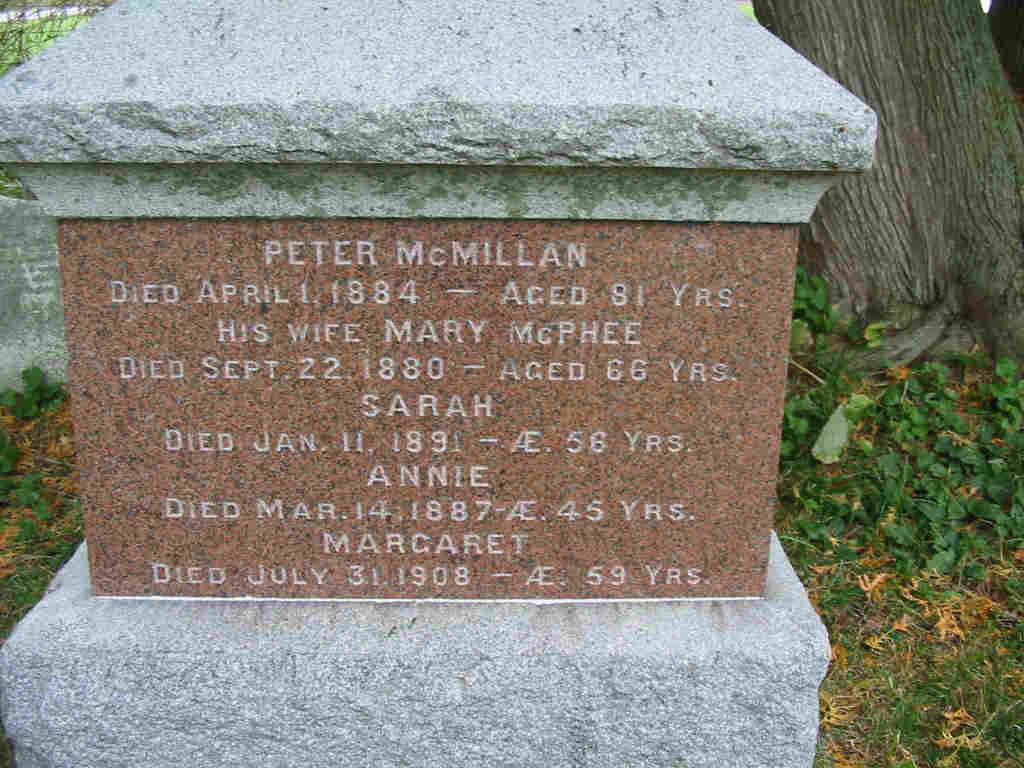 PETER McMILLAN
DIED APRIL 1, 1884 — AGED 81 YRS.
HIS WIFE MARY McPHEE
DIED SEPT. 22 1880 — AGED 66 YRS.
SARAH
DIED JAN. 11, 1891 — Æ. 56 YRS.
ANNIE
DIED MAR. 14, 1887 - Æ. 45 YRS.
MARGARET
DIED JULY 31, 1908 — Æ. 59 YRS.